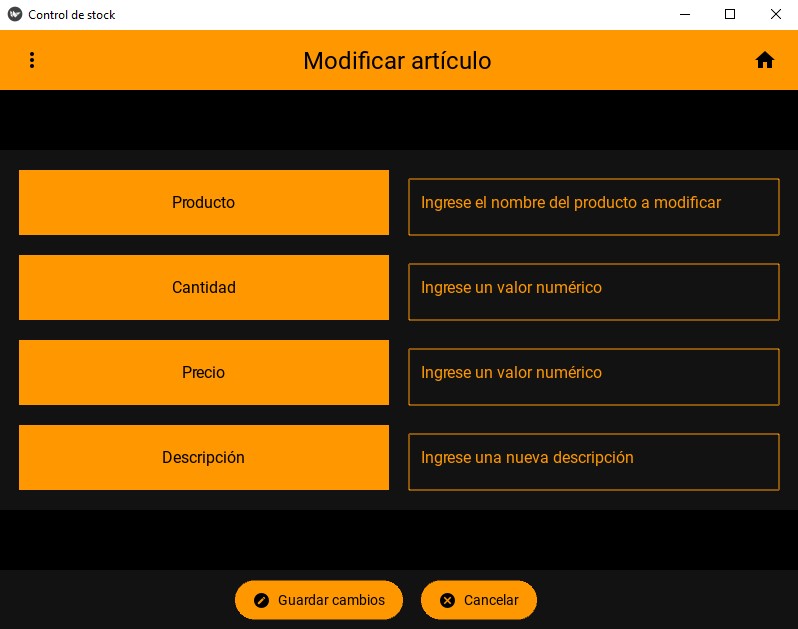 Control de stock
Modificar artículo
Producto
Ingrese el nombre del producto a modificar
Cantidad
Ingrese un valor numérico
Precio
Ingrese un valor numérico
Descripción
Ingrese una nueva descripción
Guardar cambios
Cancelar